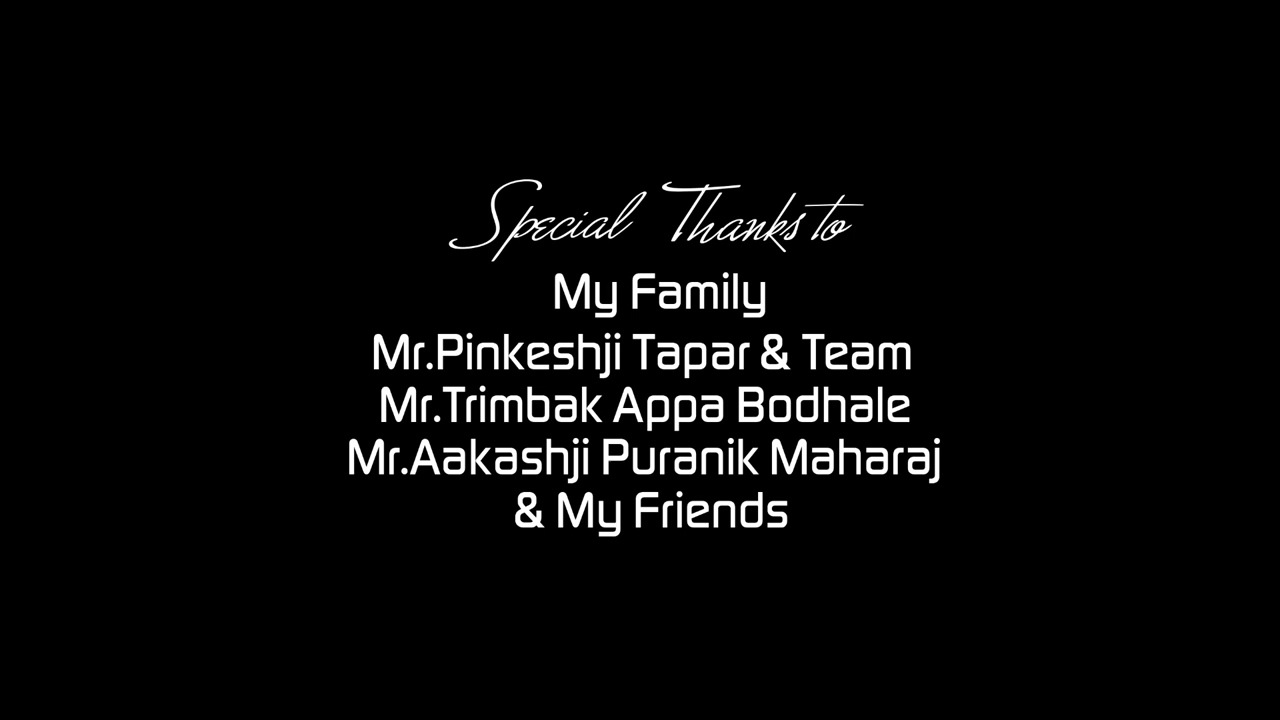 Special Thanks to
My Family
Mr.Pinkeshji Tapar & Team
Mr.Trimbak Appa Bodhale
Mr.Aakashji Puranik Maharaj
& My Friends